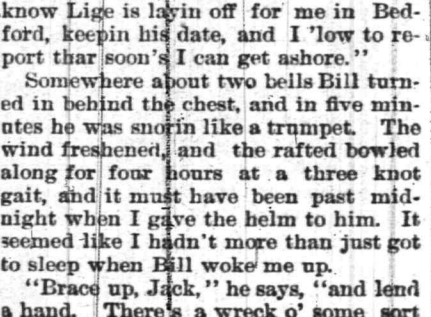 know Lige is layin off for me in Bed-
ford, keepin his date, and I 'low to re-
port thar soon's I can get ashore."
Somewhere about two bells Bill turn-
ed in behind the chest, and in five min-
utes he was snorin like a trumpet. The
wind freshened, and the rafted bowled
along for four hours at a three knot
gait, and it must have been past mid-
night when I gave the helm to him. It
seemed like I hadn't more than just got
to sleep when Bill woke me up.
"Brace up, Jack," he says, "and lend
a hand. There's a wreck o' some sort